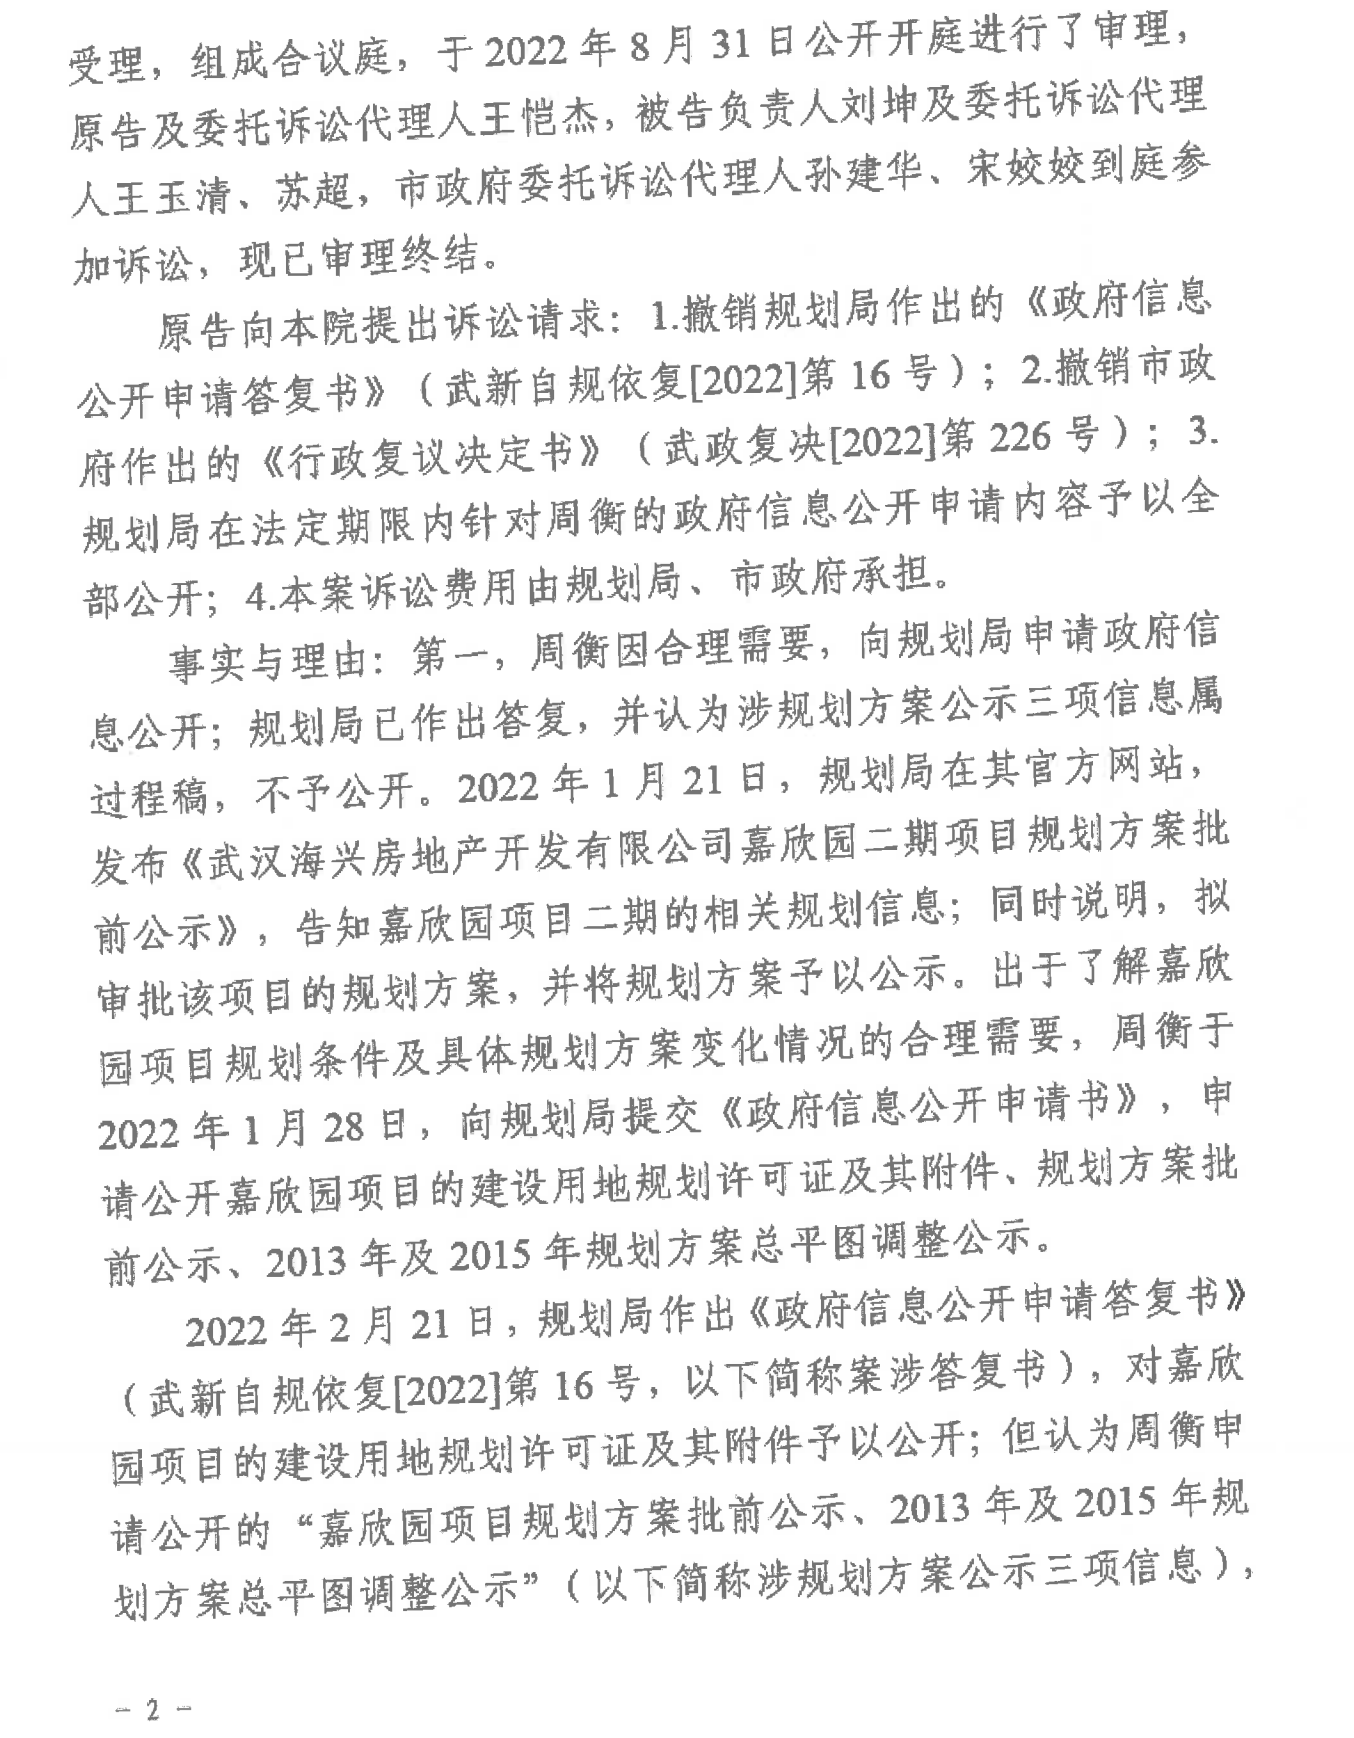 受理，组成合议庭，于 2022 年 8 月 31 日公开开庭进行了审理，
原告及委托诉讼代理人王恺杰，被告负责人刘坤及委托诉讼代理
人王玉清、苏超，市政府委托诉讼代理人孙建华、宋姣姣到庭参
加诉讼，现已审理终结。
原告向本院提出诉讼请求：1.撤销规划局作出的《政府信息
公开申请答复书》（武新自规依复[2022]第 16 号）；2.撤销市政
府作出的《行政复议决定书》（武政复决[2022]第 226 号）；3.
规划局在法定期限内针对周衡的政府信息公开申请内容予以全
部公开；4.本案诉讼费用由规划局、市政府承担。
事实与理由：第一，周衡因合理需要，向规划局申请政府信
息公开；规划局已作出答复，并认为涉规划方案公示三项信息属
过程稿，不予公开。2022 年 1 月 21 日，规划局在其官方网站，
发布《武汉海兴房地产开发有限公司嘉欣园二期项目规划方案批
前公示》，告知嘉欣园项目二期的相关规划信息；同时说明，拟
审批该项目的规划方案，并将规划方案予以公示。出于了解嘉欣
园项目规划条件及具体规划方案变化情况的合理需要，周衡于
2022 年 1 月 28 日，向规划局提交《政府信息公开申请书》，申
请公开嘉欣园项目的建设用地规划许可证及其附件、规划方案批
前公示、2013 年及 2015 年规划方案总平图调整公示。
2022 年 2 月 21 日，规划局作出《政府信息公开申请答复书》
（武新自规依复[2022]第 16 号，以下简称案涉答复书），对嘉欣
园项目的建设用地规划许可证及其附件予以公开；但认为周衡申
请公开的“嘉欣园项目规划方案批前公示、2013 年及 2015 年规
划方案总平图调整公示”（以下简称涉规划方案公示三项信息），
- 2 -